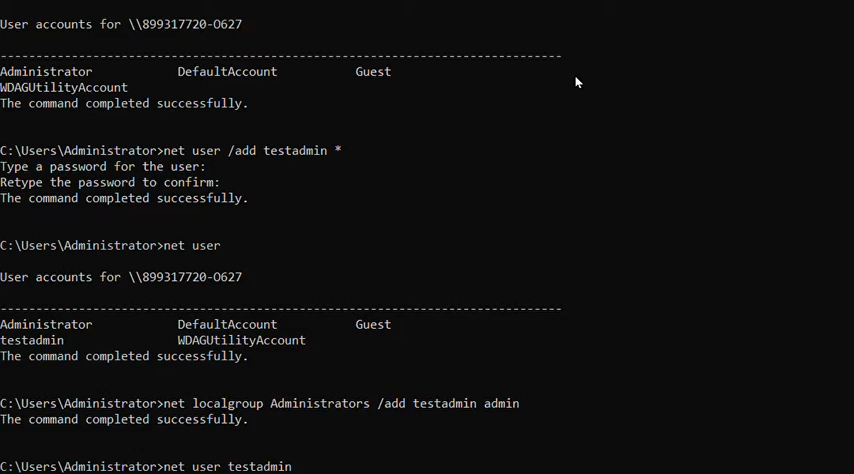 User accounts for \\899317720-0627
-------------------------------------------------------------------------------
Administrator            DefaultAccount           Guest
WDAGUtilityAccount
The command completed successfully.
C:\Users\Administrator>net user /add testadmin *
Type a password for the user:
Retype the password to confirm:
The command completed successfully.
C:\Users\Administrator>net user
User accounts for \\899317720-0627
-------------------------------------------------------------------------------
Administrator            DefaultAccount           Guest
testadmin                WDAGUtilityAccount
The command completed successfully.
C:\Users\Administrator>net localgroup Administrators /add testadmin admin
The command completed successfully.
C:\Users\Administrator>net user testadmin